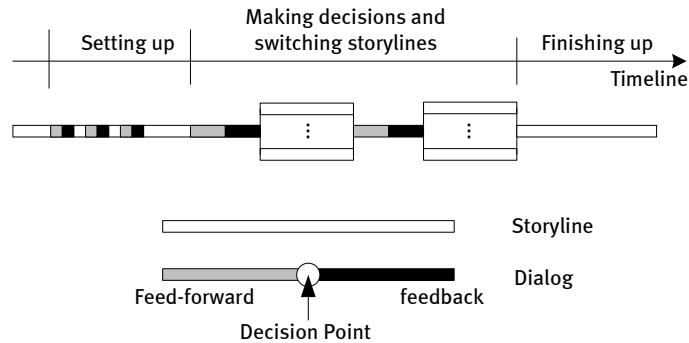 Making decisions and
Setting up
switching storylines
Finishing up
Timeline
Storyline
Dialog
Feed-forward
feedback
Decision Point